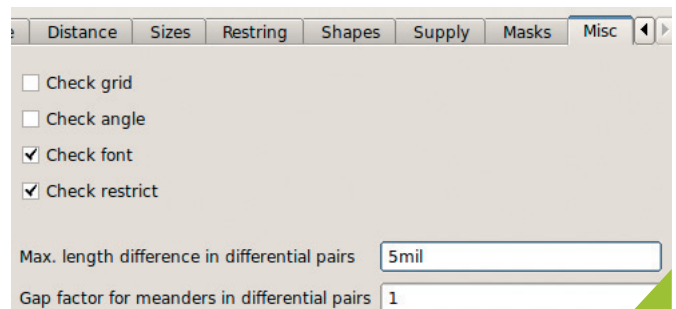 Distance Sizes Restring Shapes Supply Masks Misc
Check grid
Check angle
Check font
Check restrict
Max. length difference in differential pairs 5mil
Gap factor for meanders in differential pairs 1